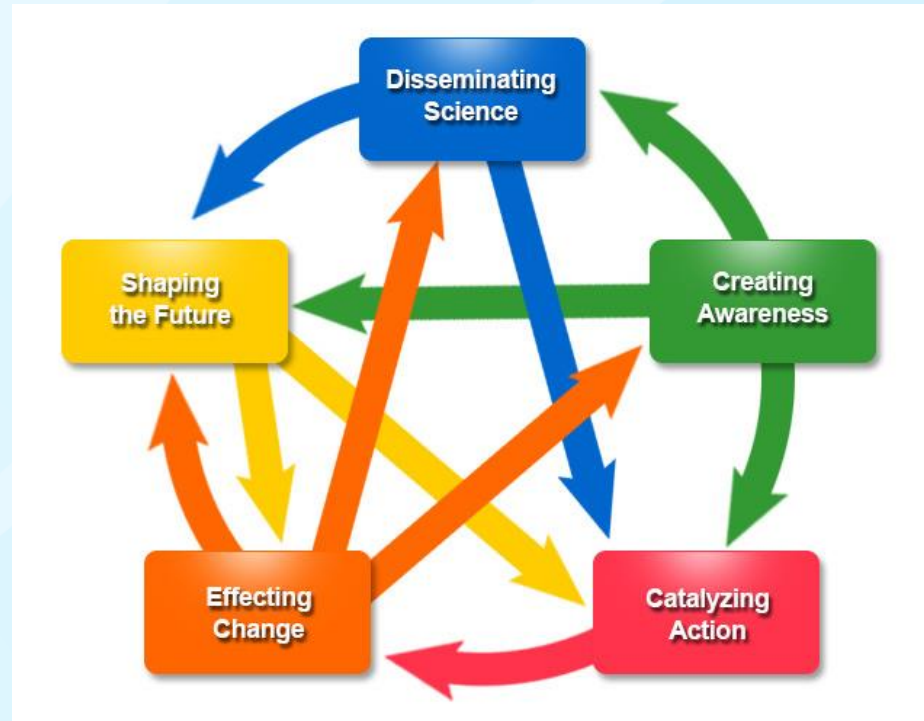 Disseminating
Science
Shaping
the Future
Creating
Awareness
Effecting
Change
Catalyzing
Action